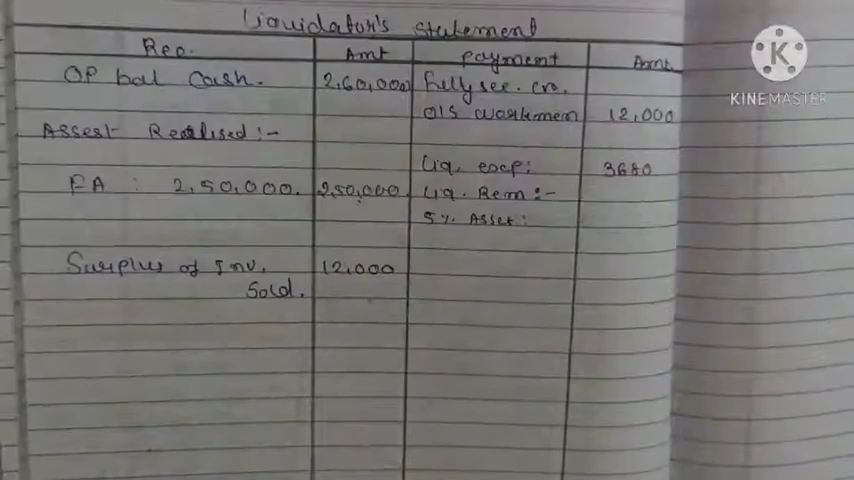 Liquidator's Statement
Rec. Amt Payment Amt.
OP bal Cash. 2,60,000 fully sec. cro.
O/S workmen 12,000
Assest Realised :-
Liq. exp: 3680
FA : 2,50,000. 2,50,000. Liq. Rem :-
5% Asset:
Surplus of Inv. 12,000
Sold.
K
KINEMASTER